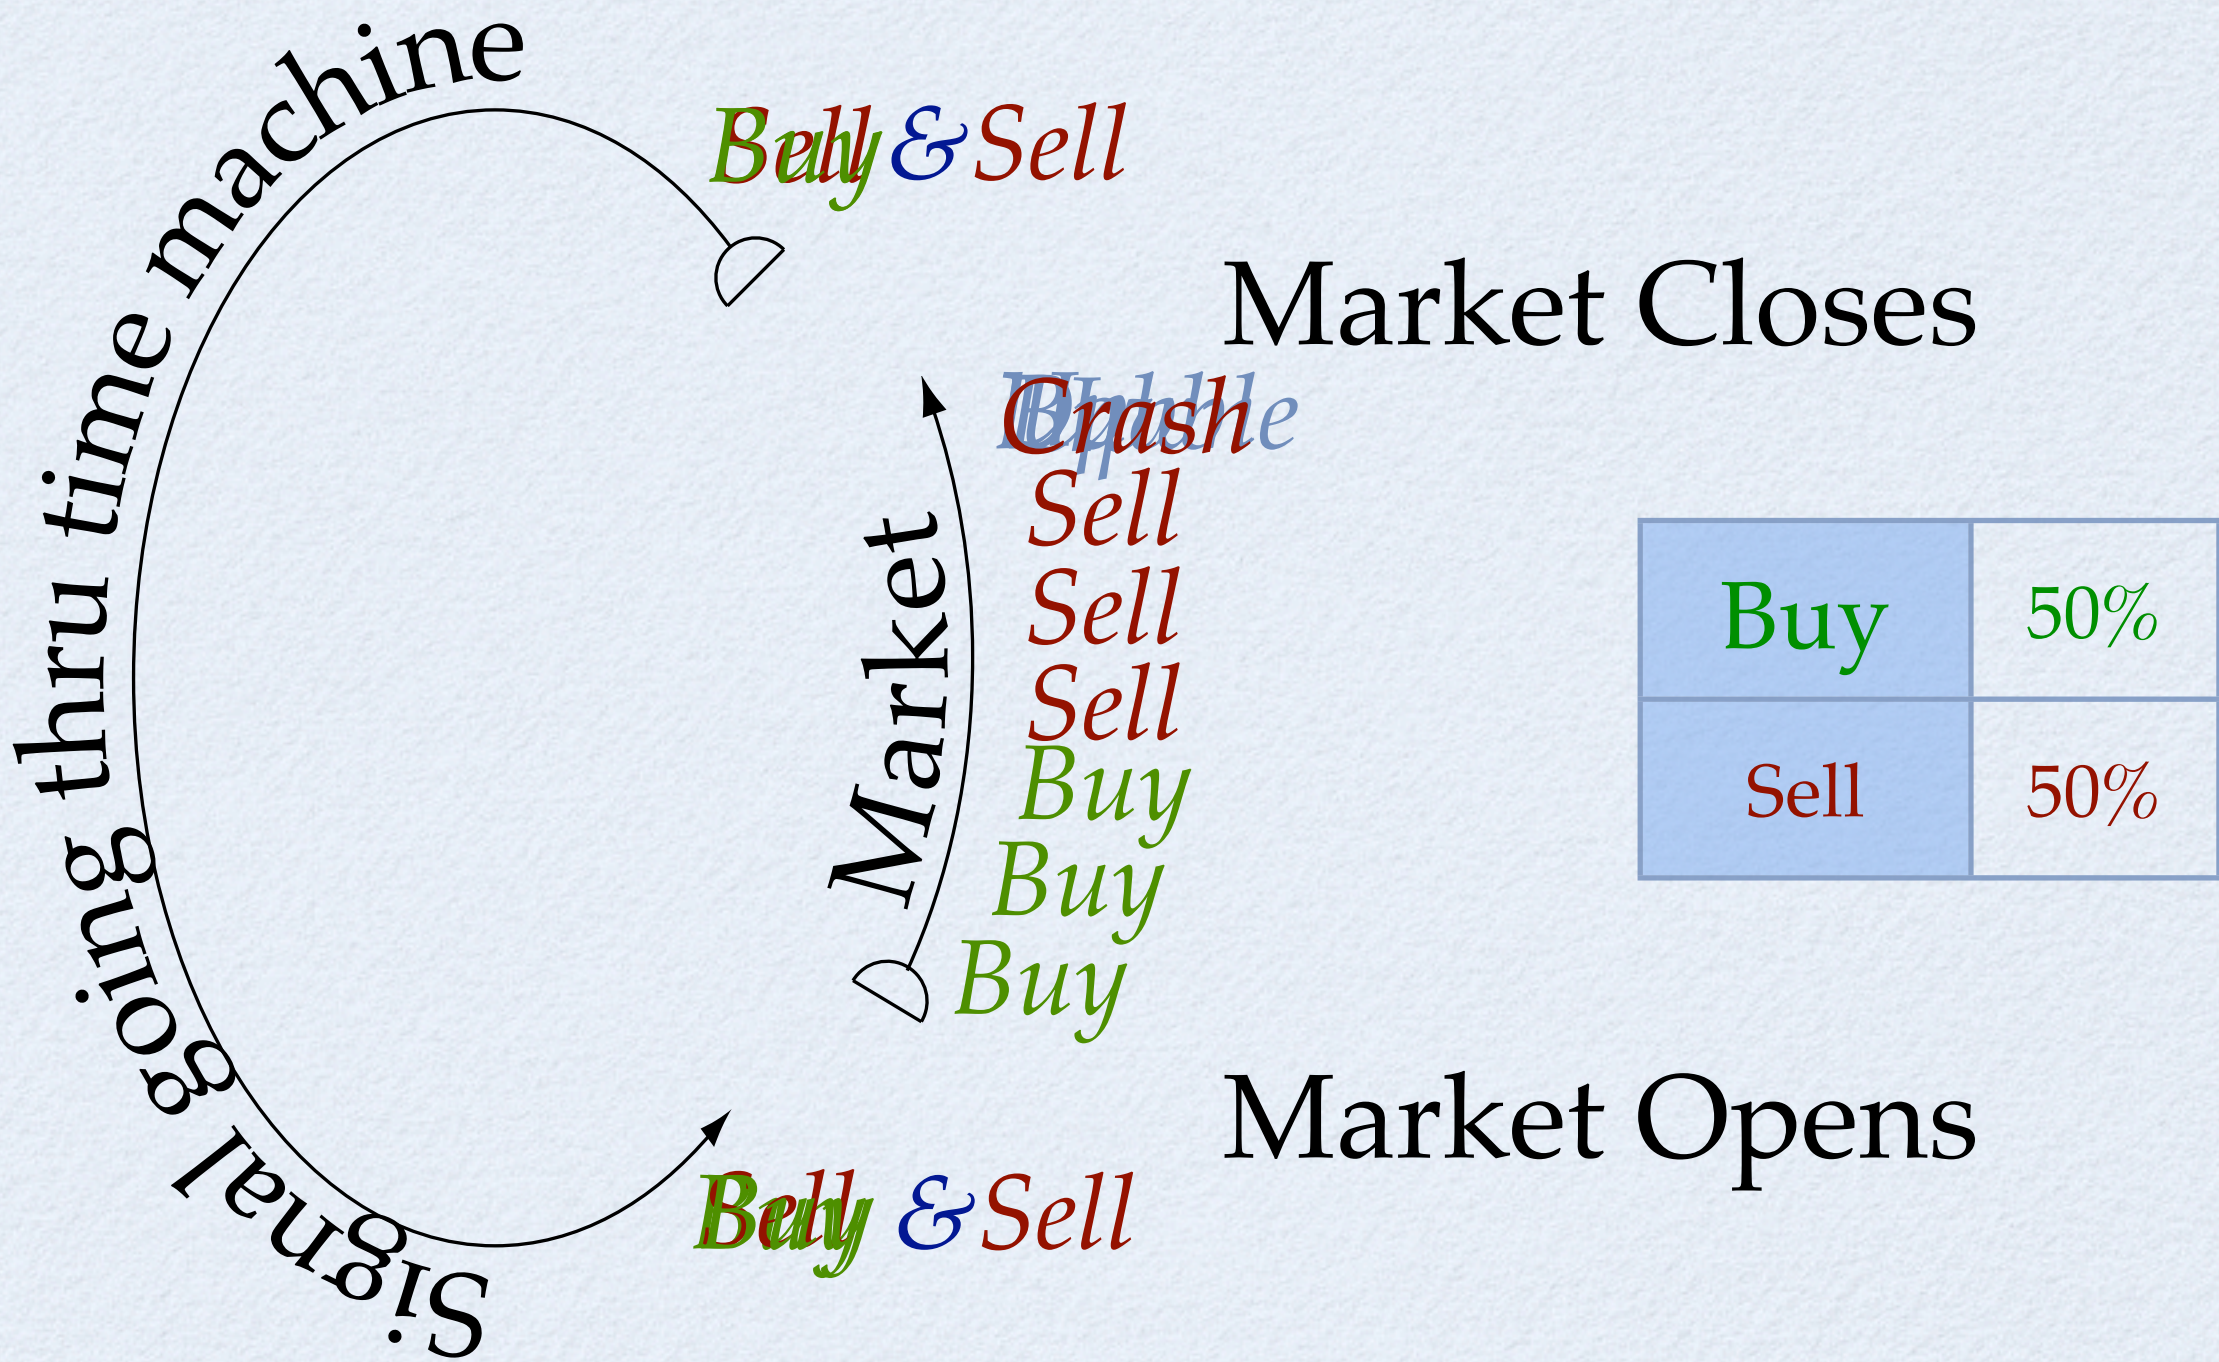 Signal going thru time machine
Buy & Sell
Market Closes
Crash
Sell
Sell
Sell
Buy
Buy
Buy
Market
Buy 50%
Sell 50%
Market Opens
Buy & Sell